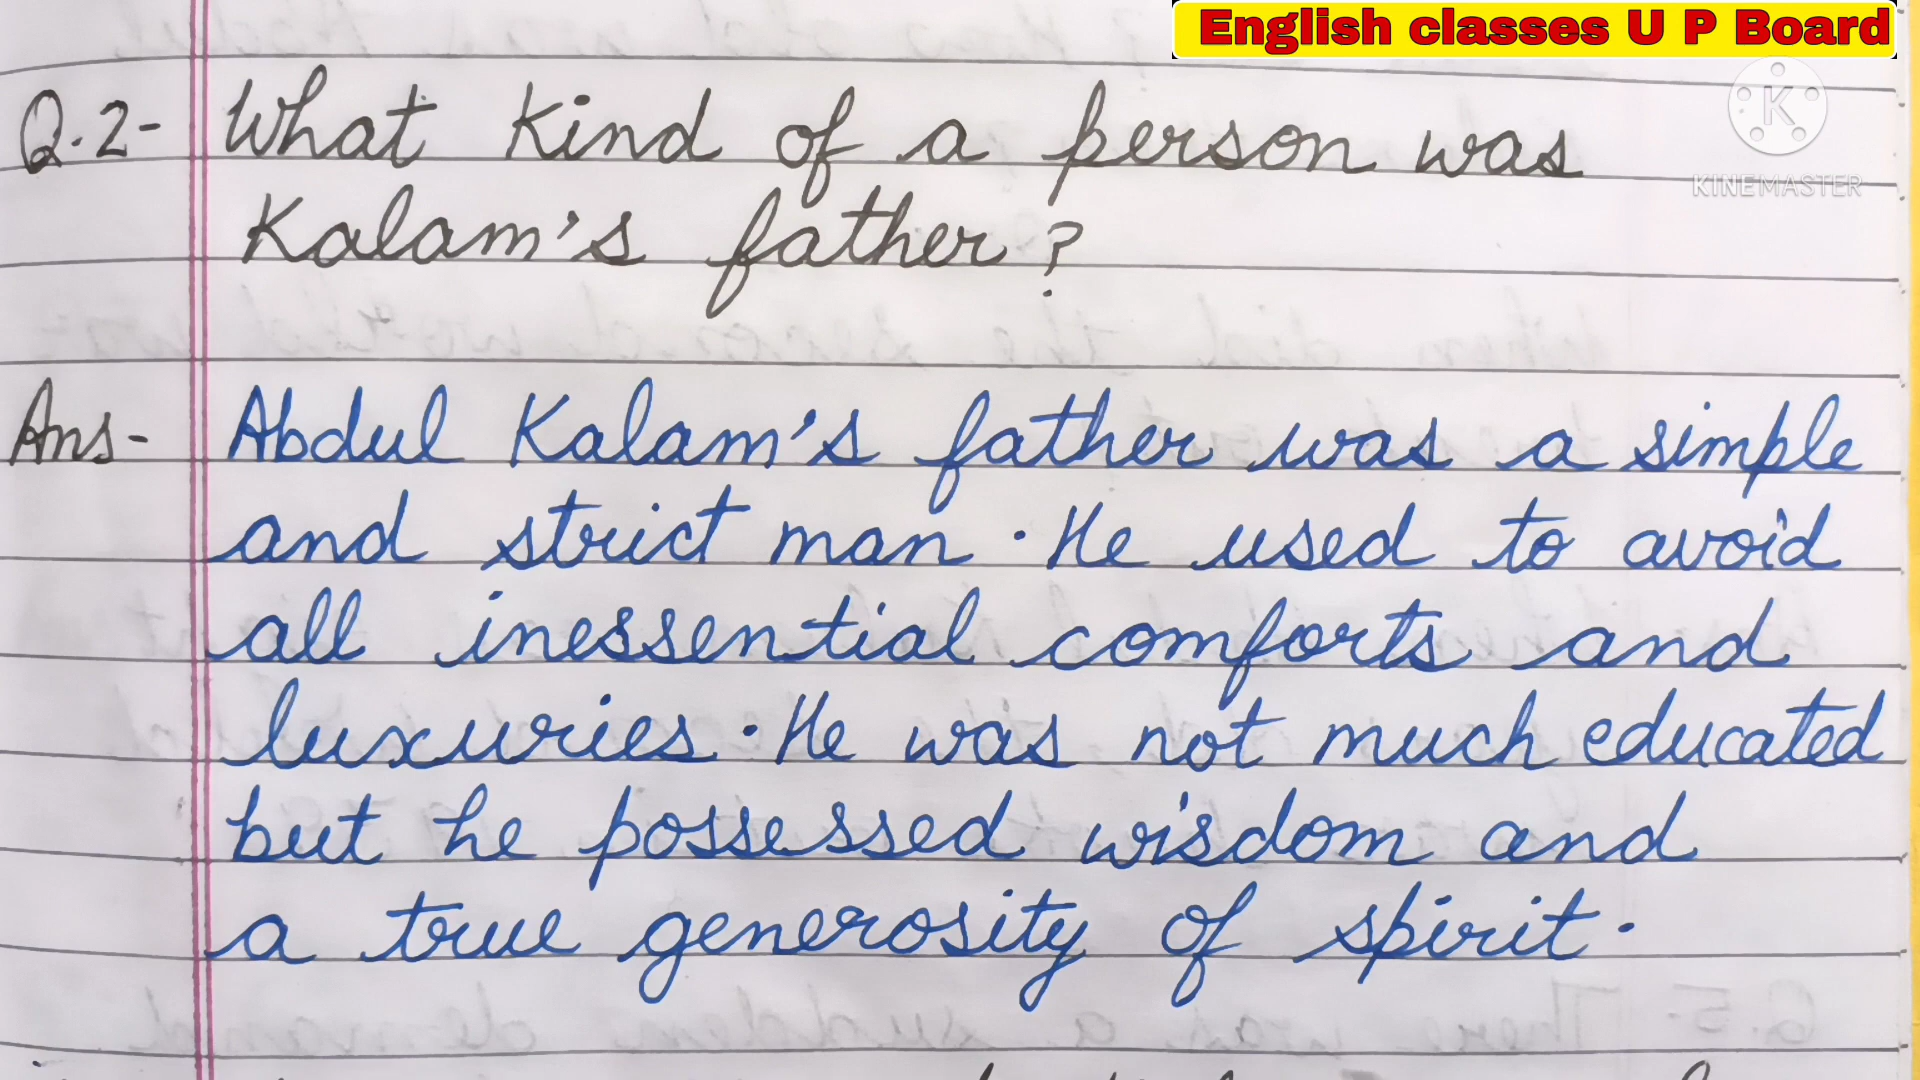 English classes U P Board
Q.2- What Kind of a person was
KINEMASTER
Kalam's father?
Ans- Abdul Kalam's father was a simple
and strict man. He used to avoid
all inessential comforts and
luxuries. He was not much educated
but he possessed wisdom and
a true generosity of spirit.